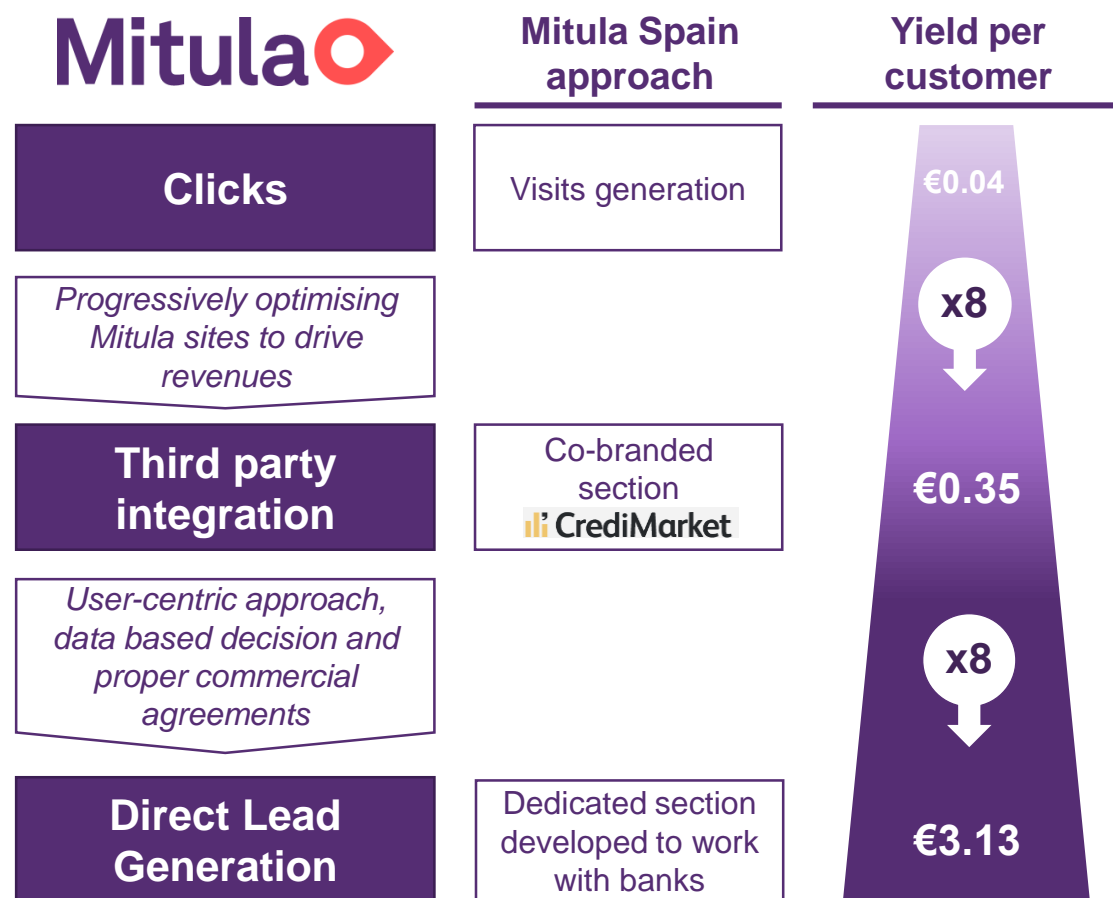 Mitula
Mitula Spain
approach
Yield per
customer
Clicks
Visits generation
€0.04
Progressively optimising
Mitula sites to drive
revenues
x8
Third party
integration
Co-branded
section
CrediMarket
€0.35
User-centric approach,
data based decision and
proper commercial
agreements
x8
Direct Lead
Generation
Dedicated section
developed to work
with banks
€3.13